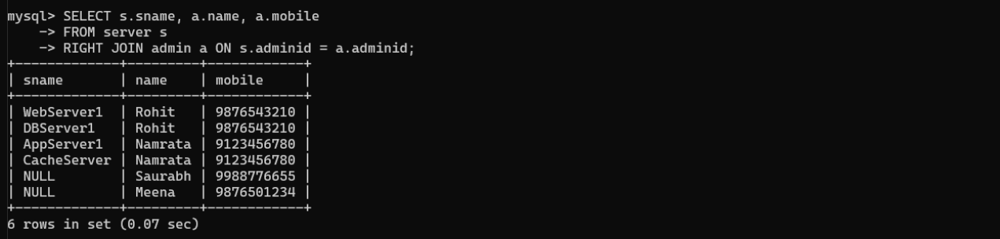 mysql> SELECT s.sname, a.name, a.mobile
    -> FROM server s
    -> RIGHT JOIN admin a ON s.adminid = a.adminid;
+-------------+---------+------------+
| sname       | name    | mobile     |
+-------------+---------+------------+
| WebServer1  | Rohit   | 9876543210 |
| DBServer1   | Rohit   | 9876543210 |
| AppServer1  | Namrata | 9123456780 |
| CacheServer | Namrata | 9123456780 |
| NULL        | Saurabh | 9988776655 |
| NULL        | Meena   | 9876501234 |
+-------------+---------+------------+
6 rows in set (0.07 sec)